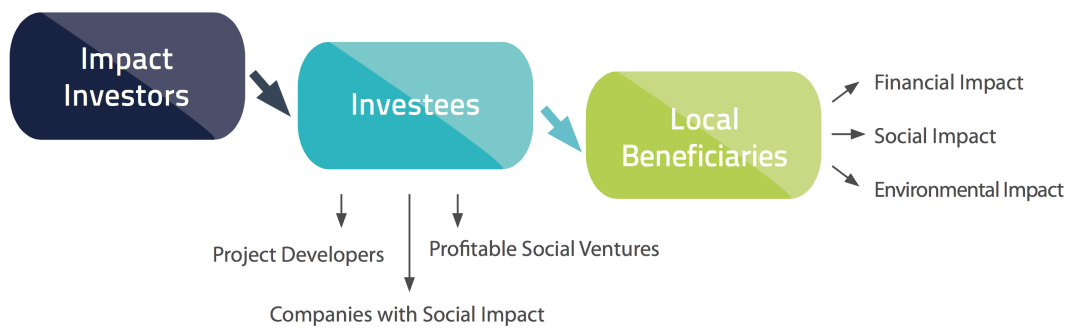 Impact
Investors
Investees
Local
Beneficiaries
Financial Impact
Social Impact
Environmental Impact
Project Developers
Profitable Social Ventures
Companies with Social Impact